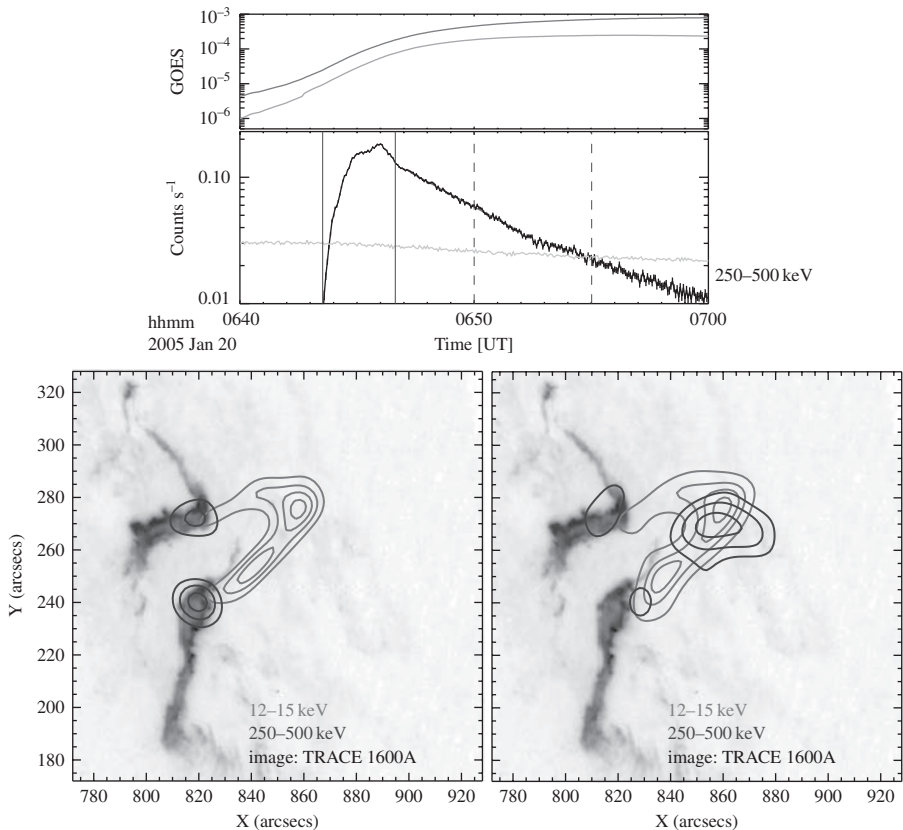 10⁻³
10⁻⁴
10⁻⁵
10⁻⁶
GOES
0.10
0.01
Counts s⁻¹
250–500 keV
0640 0650 0700
hhmm
2005 Jan 20
Time [UT]
320
300
280
260
240
220
200
180
Y (arcsecs)
12–15 keV
250–500 keV
image: TRACE 1600A
12–15 keV
250–500 keV
image: TRACE 1600A
780 800 820 840 860 880 900 920
780 800 820 840 860 880 900 920
X (arcsecs)
X (arcsecs)